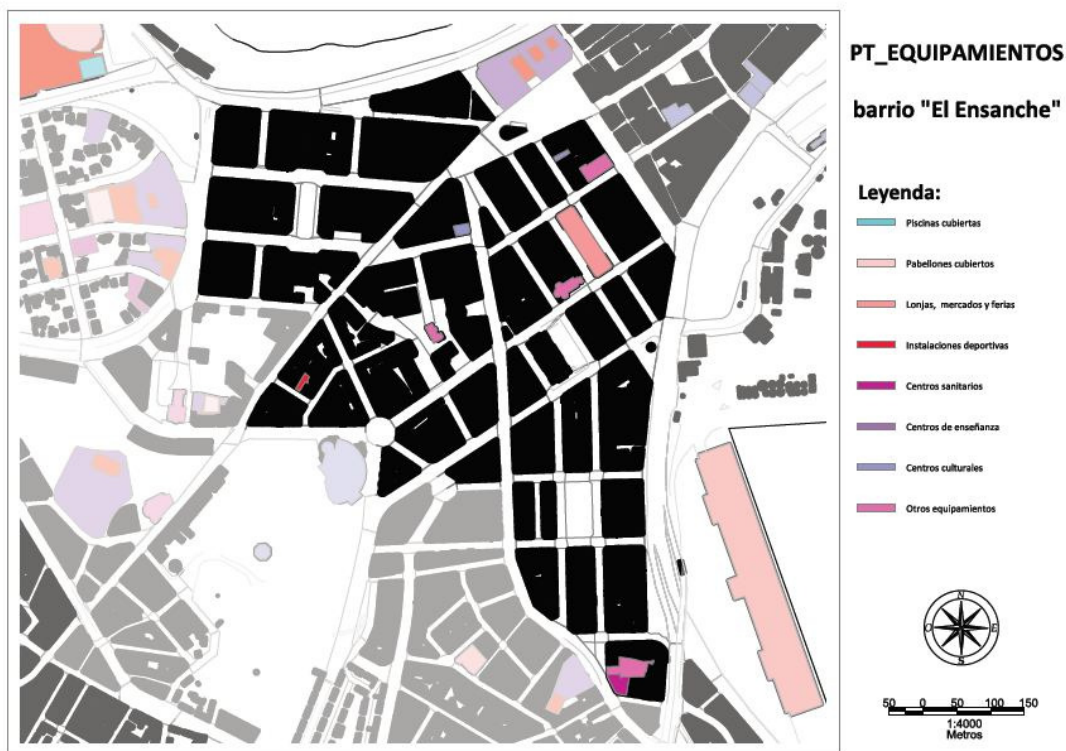 PT_EQUIPAMIENTOS
barrio "El Ensanche"
Leyenda:
Piscinas cubiertas
Pabellones cubiertos
Lonjas, mercados y ferias
Instalaciones deportivas
Centros sanitarios
Centros de enseñanza
Centros culturales
Otros equipamientos
N
O E
S
50 0 50 100 150
1:4000
Metros